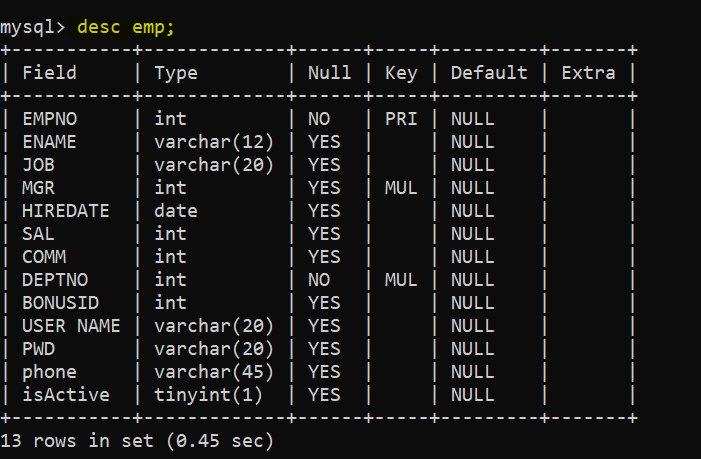 mysql> desc emp;
+-----------+-------------+------+-----+---------+-------+
| Field     | Type        | Null | Key | Default | Extra |
+-----------+-------------+------+-----+---------+-------+
| EMPNO     | int         | NO   | PRI | NULL    |       |
| ENAME     | varchar(12) | YES  |     | NULL    |       |
| JOB       | varchar(20) | YES  |     | NULL    |       |
| MGR       | int         | YES  | MUL | NULL    |       |
| HIREDATE  | date        | YES  |     | NULL    |       |
| SAL       | int         | YES  |     | NULL    |       |
| COMM      | int         | YES  |     | NULL    |       |
| DEPTNO    | int         | NO   | MUL | NULL    |       |
| BONUSID   | int         | YES  |     | NULL    |       |
| USER NAME | varchar(20) | YES  |     | NULL    |       |
| PWD       | varchar(20) | YES  |     | NULL    |       |
| phone     | varchar(45) | YES  |     | NULL    |       |
| isActive  | tinyint(1)  | YES  |     | NULL    |       |
+-----------+-------------+------+-----+---------+-------+
13 rows in set (0.45 sec)